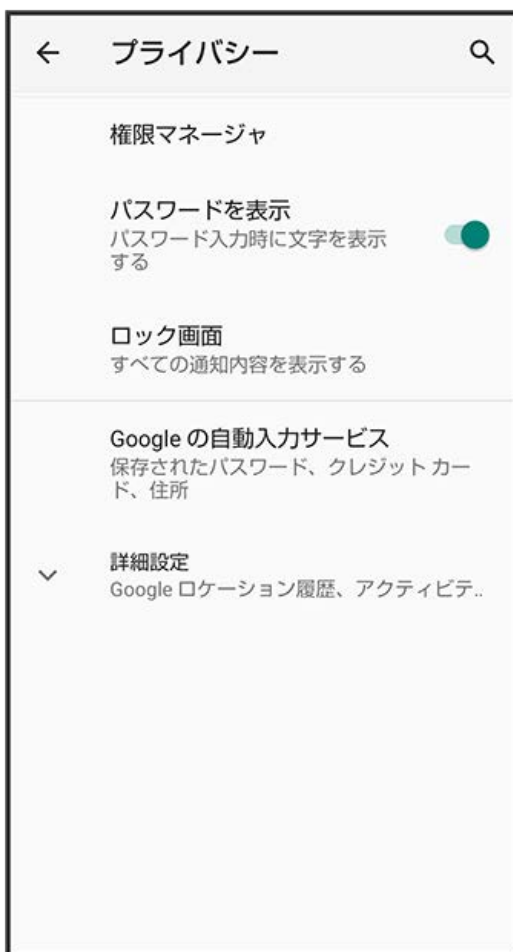 プライバシー
権限マネージャ
パスワードを表示
パスワード入力時に文字を表示
する
ロック画面
すべての通知内容を表示する
Google の自動入力サービス
保存されたパスワード、クレジット カー
ド、住所
詳細設定
Google ロケーション履歴、アクティビテ..